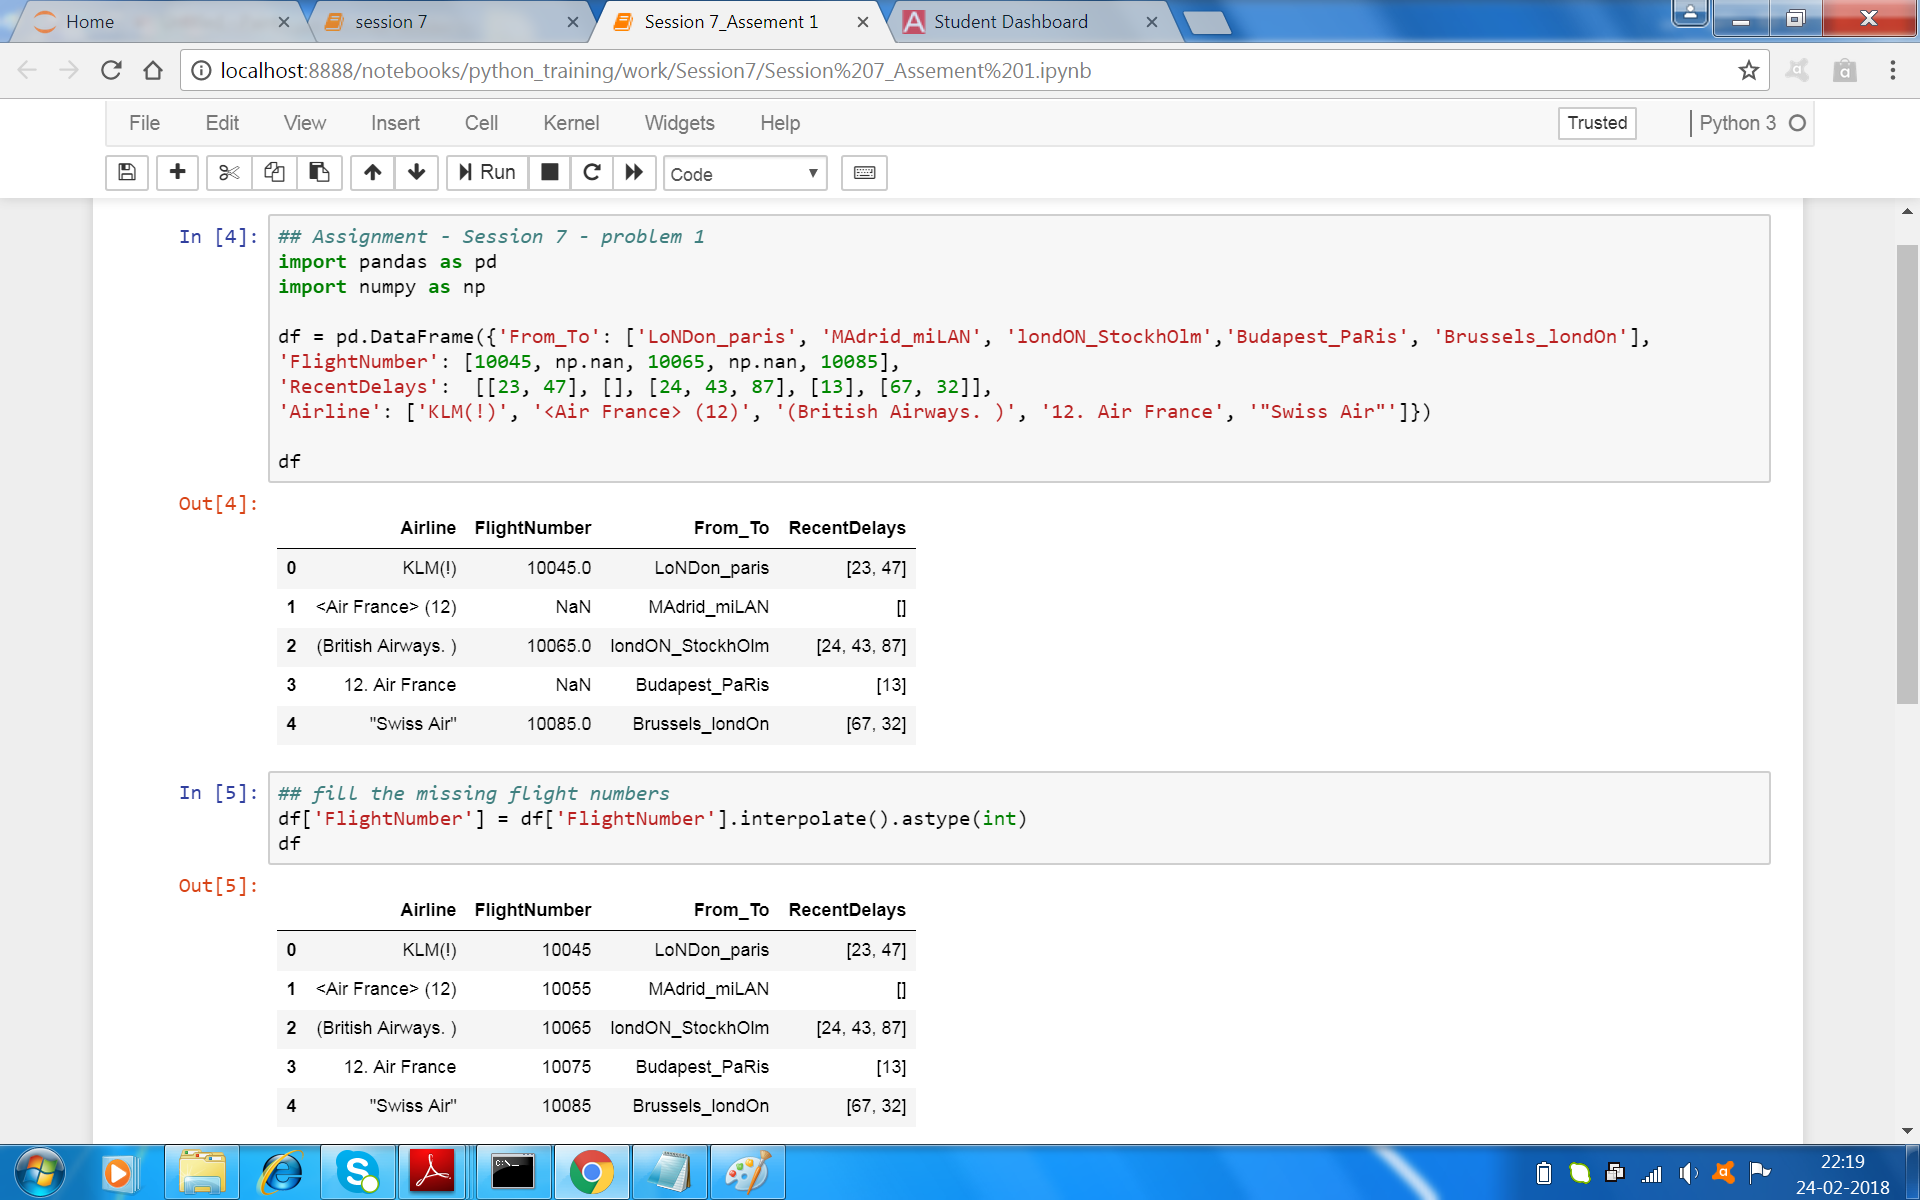 Home
session 7
Session 7_Assement 1
Student Dashboard
localhost:8888/notebooks/python_training/work/Session7/Session%207_Assement%201.ipynb
File Edit View Insert Cell Kernel Widgets Help
Trusted
Python 3
Run
Code
In [4]:
## Assignment - Session 7 - problem 1
import pandas as pd
import numpy as np
df = pd.DataFrame({'From_To': ['LoNDon_paris', 'MAdrid_miLAN', 'londON_StockhOlm','Budapest_PaRis', 'Brussels_londOn'],
'FlightNumber': [10045, np.nan, 10065, np.nan, 10085],
'RecentDelays':  [[23, 47], [], [24, 43, 87], [13], [67, 32]],
'Airline': ['KLM(!)', '<Air France> (12)', '(British Airways. )', '12. Air France', '"Swiss Air"']})
df
Out[4]:
Airline FlightNumber From_To RecentDelays
0 KLM(!) 10045.0 LoNDon_paris [23, 47]
1 <Air France> (12) NaN MAdrid_miLAN []
2 (British Airways. ) 10065.0 londON_StockhOlm [24, 43, 87]
3 12. Air France NaN Budapest_PaRis [13]
4 "Swiss Air" 10085.0 Brussels_londOn [67, 32]
In [5]:
## fill the missing flight numbers
df['FlightNumber'] = df['FlightNumber'].interpolate().astype(int)
df
Out[5]:
Airline FlightNumber From_To RecentDelays
0 KLM(!) 10045 LoNDon_paris [23, 47]
1 <Air France> (12) 10055 MAdrid_miLAN []
2 (British Airways. ) 10065 londON_StockhOlm [24, 43, 87]
3 12. Air France 10075 Budapest_PaRis [13]
4 "Swiss Air" 10085 Brussels_londOn [67, 32]
22:19
24-02-2018